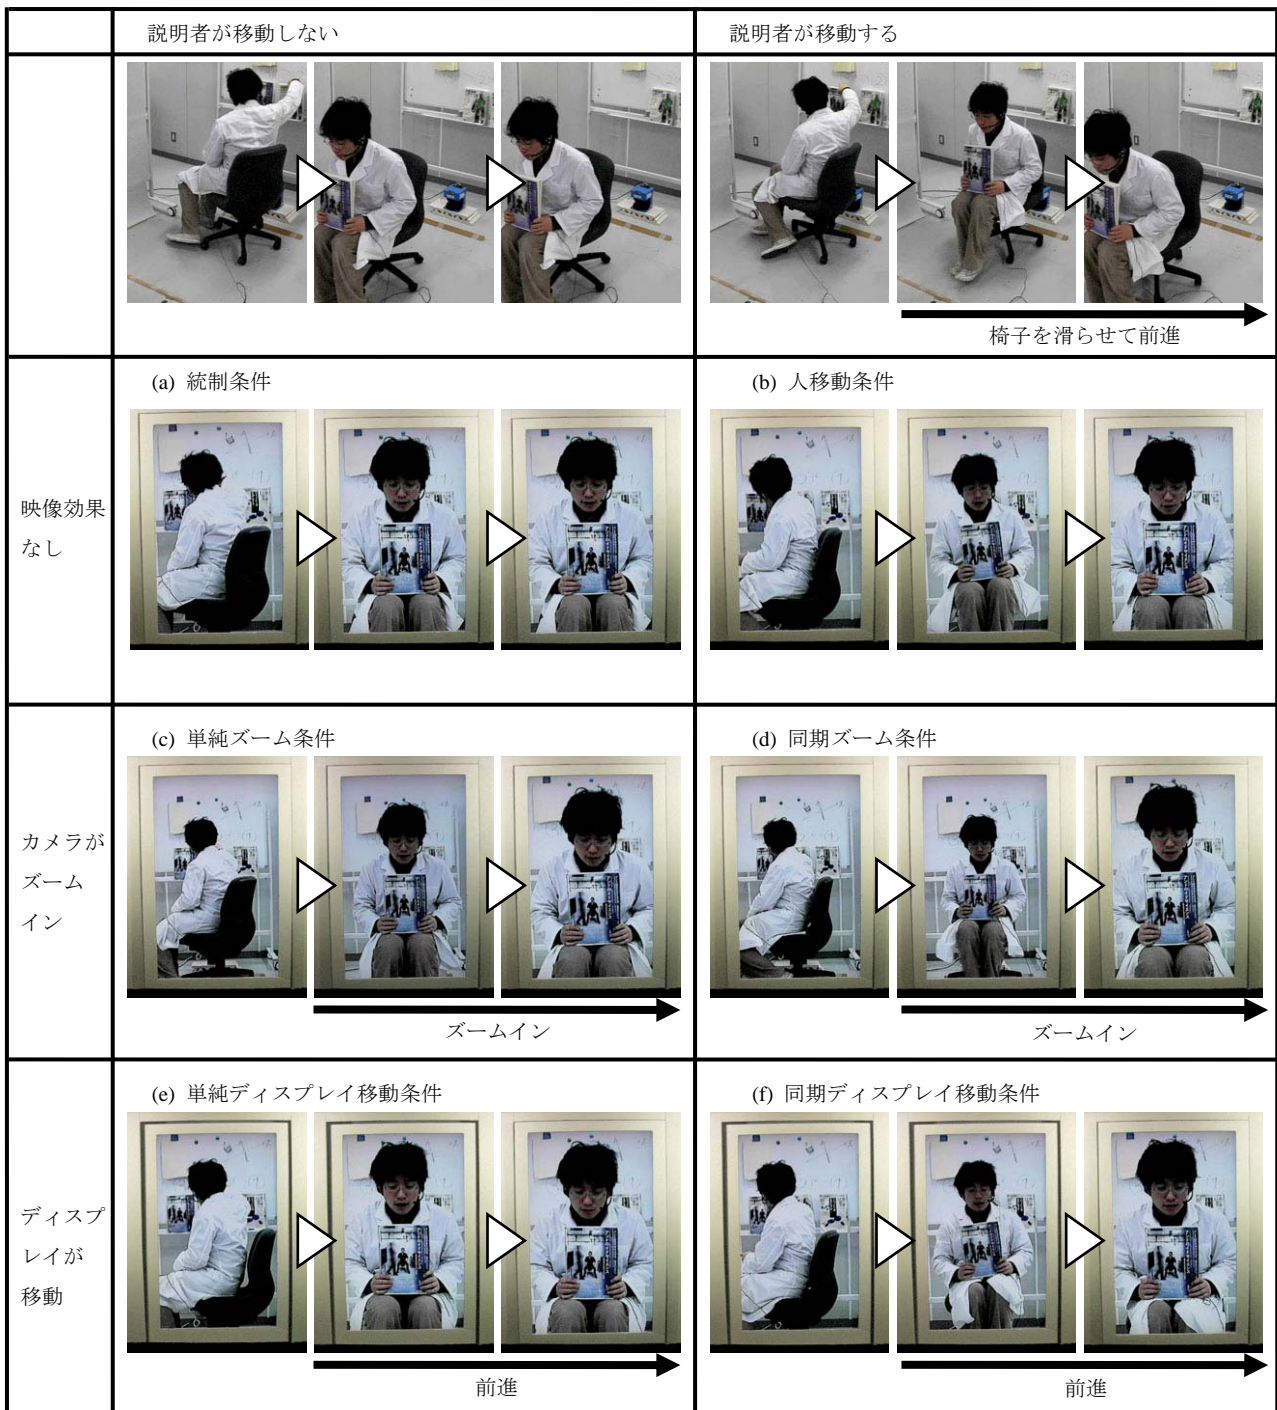 説明者が移動しない
説明者が移動する
椅子を滑らせて前進
映像効果
なし
(a) 統制条件
(b) 人移動条件
カメラが
ズーム
イン
(c) 単純ズーム条件
(d) 同期ズーム条件
ズームイン
ズームイン
ディスプ
レイが
移動
(e) 単純ディスプレイ移動条件
(f) 同期ディスプレイ移動条件
前進
前進